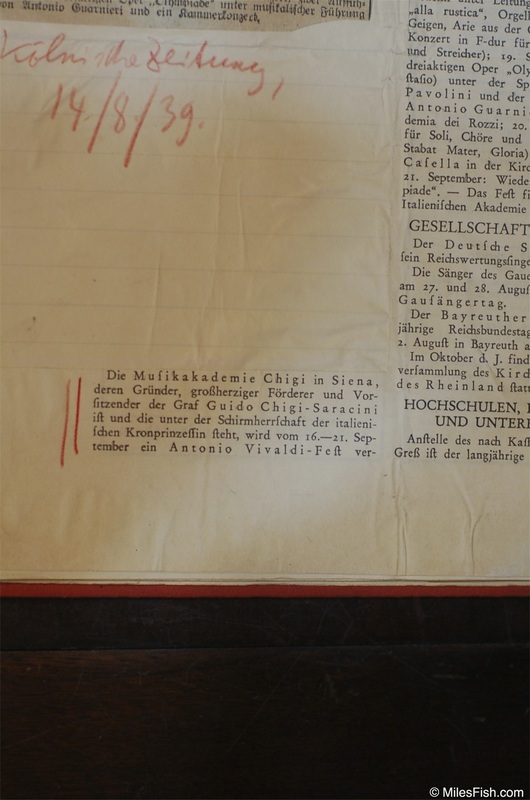 von Antonio Guarnieri und ein Kammerkonzert,
Kölnische Zeitung,
14/8/39.
Die Muſikakademie Chigi in Siena,
deren Gründer, großherziger Förderer und Vor-
ſitzender der Graf Guido Chigi-Saracini
iſt und die unter der Schirmherrſchaft der italieni-
ſchen Kronprinzeſſin ſteht, wird vom 16.—21. Sep-
tember ein Antonio Vivaldi-Feſt ver-
„alla rustica", Orgel
Geigen, Arie aus der
Konzert in F-dur für
und Streicher); 19. S
dreiaktigen Oper „Oly
ſtaſio) unter der Sp
Pavolini und der
Antonio Guarni
demia dei Rozzi; 20.
für Soli, Chöre und
Stabat Mater, Gloria)
Caſella in der Kirc
21. September: Wiede
piade". — Das Feſt fi
Italieniſchen Akademie
GESELLSCHAFT
Der Deutſche S
ſein Reichswertungsſinge
Die Sänger des Gaue
am 27. und 28. Auguſ
Gauſängertag.
Der Bayreuther
jährige Reichsbundestag
2. Auguſt in Bayreuth a
Im Oktober d. J. find
verſammlung des Kirch
des Rheinland ſtatt
HOCHSCHULEN,
UND UNTER
Anſtelle des nach Kaſſ
Greß iſt der langjährige
© MilesFish.com